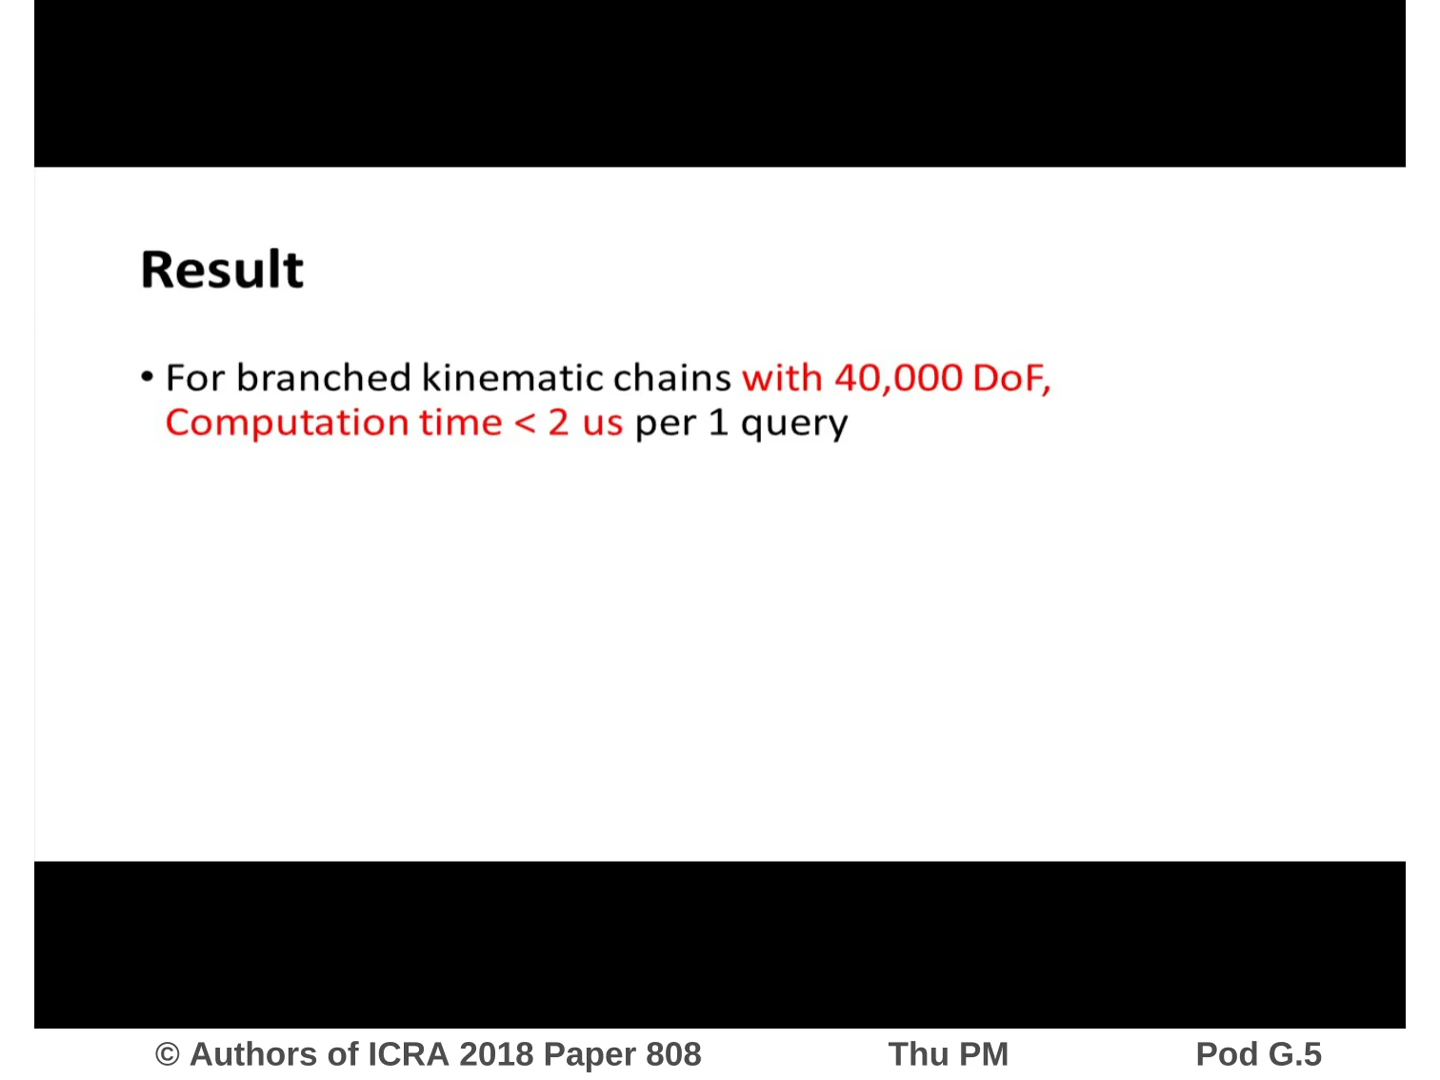 Result
• For branched kinematic chains with 40,000 DoF,
Computation time < 2 us per 1 query
© Authors of ICRA 2018 Paper 808 Thu PM Pod G.5